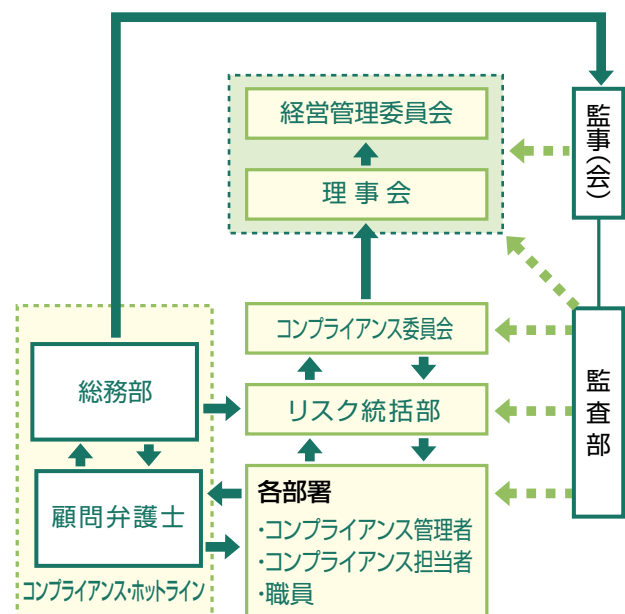 経営管理委員会
理事会
監事(会)
コンプライアンス委員会
総務部
リスク統括部
監査部
顧問弁護士
各部署
・コンプライアンス管理者
・コンプライアンス担当者
・職員
コンプライアンス・ホットライン